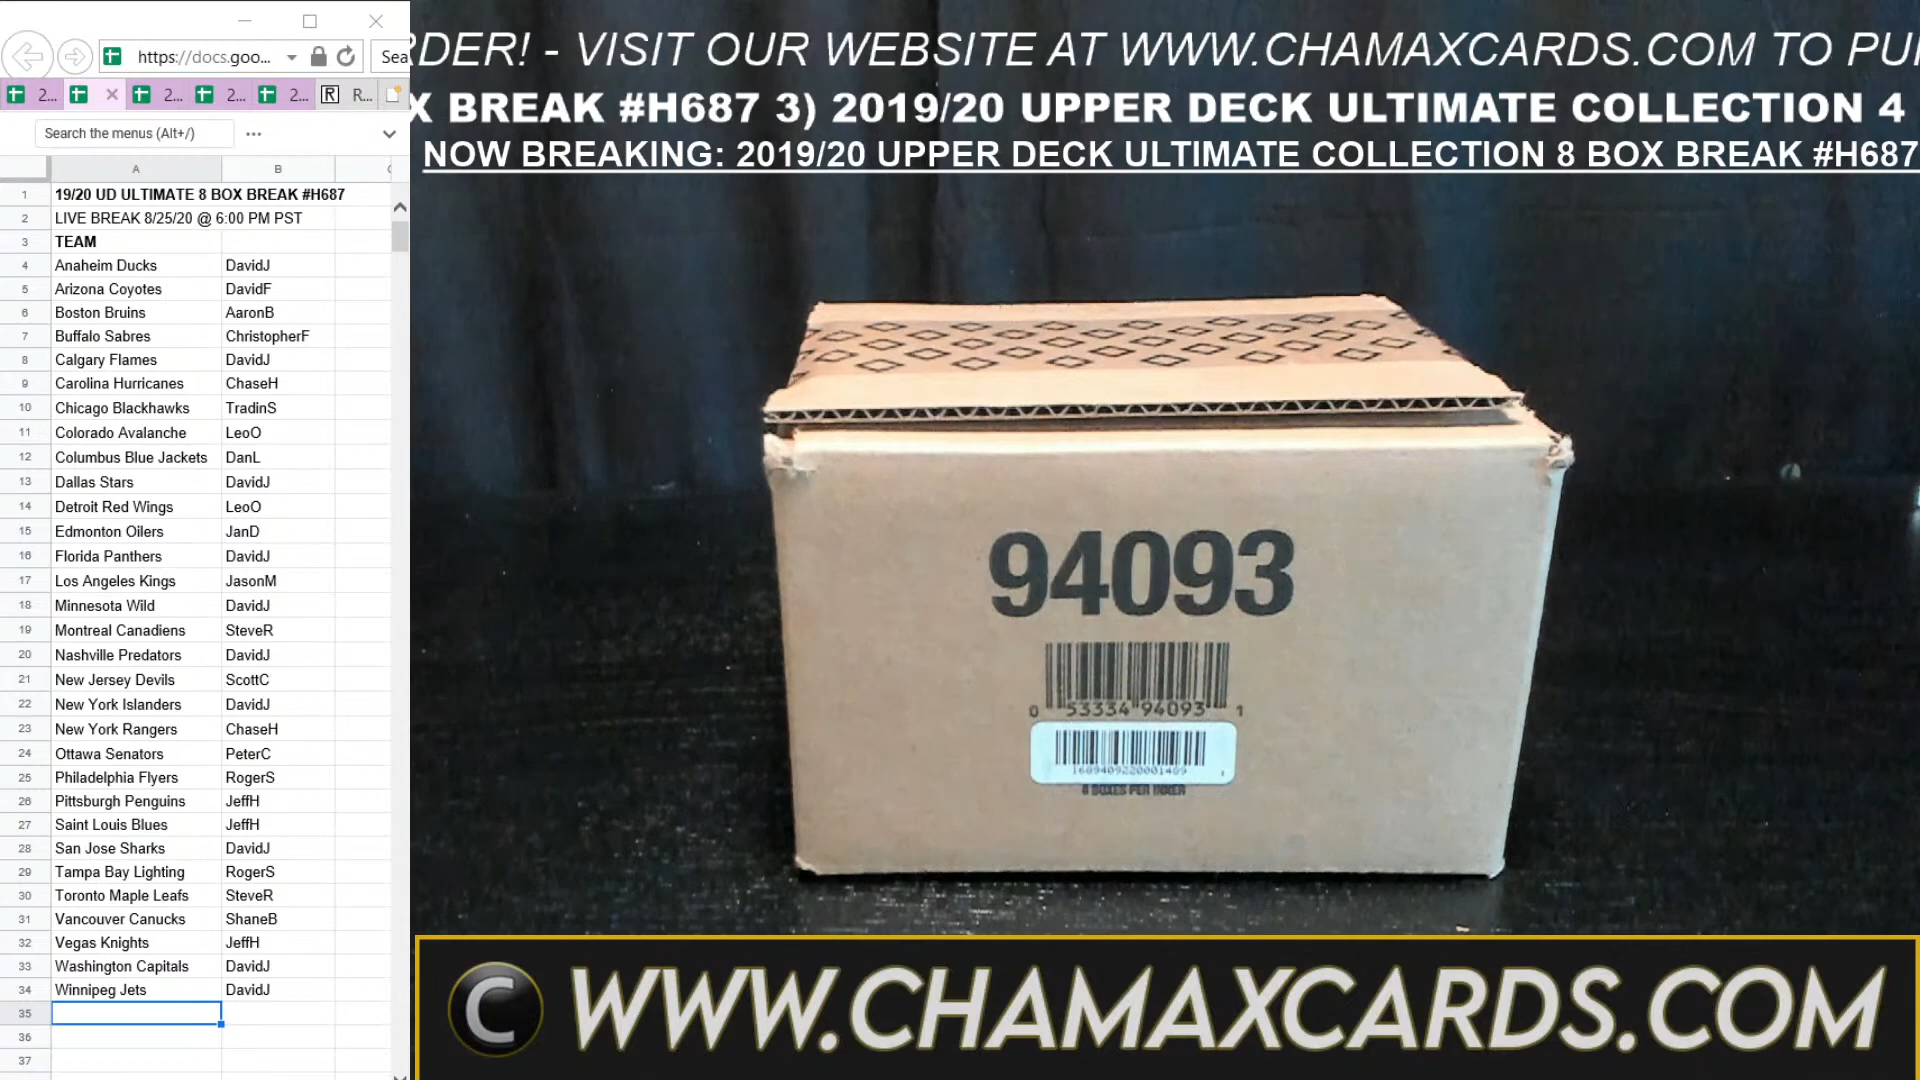 https://docs.goo...
Sea
2...
2...
2...
2...
R
R...
Search the menus (Alt+/)
A B
1 19/20 UD ULTIMATE 8 BOX BREAK #H687
2 LIVE BREAK 8/25/20 @ 6:00 PM PST
3 TEAM
4 Anaheim Ducks DavidJ
5 Arizona Coyotes DavidF
6 Boston Bruins AaronB
7 Buffalo Sabres ChristopherF
8 Calgary Flames DavidJ
9 Carolina Hurricanes ChaseH
10 Chicago Blackhawks TradinS
11 Colorado Avalanche LeoO
12 Columbus Blue Jackets DanL
13 Dallas Stars DavidJ
14 Detroit Red Wings LeoO
15 Edmonton Oilers JanD
16 Florida Panthers DavidJ
17 Los Angeles Kings JasonM
18 Minnesota Wild DavidJ
19 Montreal Canadiens SteveR
20 Nashville Predators DavidJ
21 New Jersey Devils ScottC
22 New York Islanders DavidJ
23 New York Rangers ChaseH
24 Ottawa Senators PeterC
25 Philadelphia Flyers RogerS
26 Pittsburgh Penguins JeffH
27 Saint Louis Blues JeffH
28 San Jose Sharks DavidJ
29 Tampa Bay Lighting RogerS
30 Toronto Maple Leafs SteveR
31 Vancouver Canucks ShaneB
32 Vegas Knights JeffH
33 Washington Capitals DavidJ
34 Winnipeg Jets DavidJ
35
36
37
RDER! - VISIT OUR WEBSITE AT WWW.CHAMAXCARDS.COM TO PU
X BREAK #H687 3) 2019/20 UPPER DECK ULTIMATE COLLECTION 4
NOW BREAKING: 2019/20 UPPER DECK ULTIMATE COLLECTION 8 BOX BREAK #H687
94093
0 53334 94093 1
8 BOXES PER INNER
C WWW.CHAMAXCARDS.COM